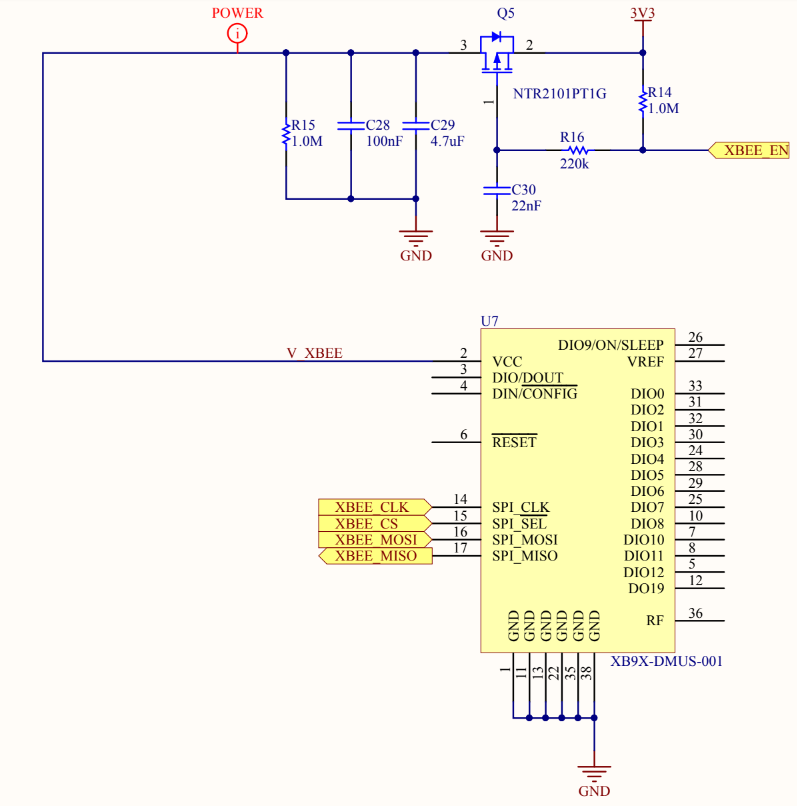 POWER
i
Q5
3V3
3
2
1
NTR2101PT1G
R15
1.0M
C28
100nF
C29
4.7uF
R14
1.0M
R16
220k
XBEE_EN
C30
22nF
GND
GND
U7
V_XBEE
2
VCC
3
DIO/DOUT
4
DIN/CONFIG
6
RESET
XBEE_CLK
14
SPI_CLK
XBEE_CS
15
SPI_SEL
XBEE_MOSI
16
SPI_MOSI
XBEE_MISO
17
SPI_MISO
DIO9/ON/SLEEP
26
VREF
27
DIO0
33
DIO2
31
DIO1
32
DIO3
30
DIO4
24
DIO5
28
DIO6
29
DIO7
25
DIO8
10
DIO10
7
DIO11
8
DIO12
5
DO19
12
RF
36
GND
GND
GND
GND
GND
GND
1
11
13
22
35
38
XB9X-DMUS-001
GND